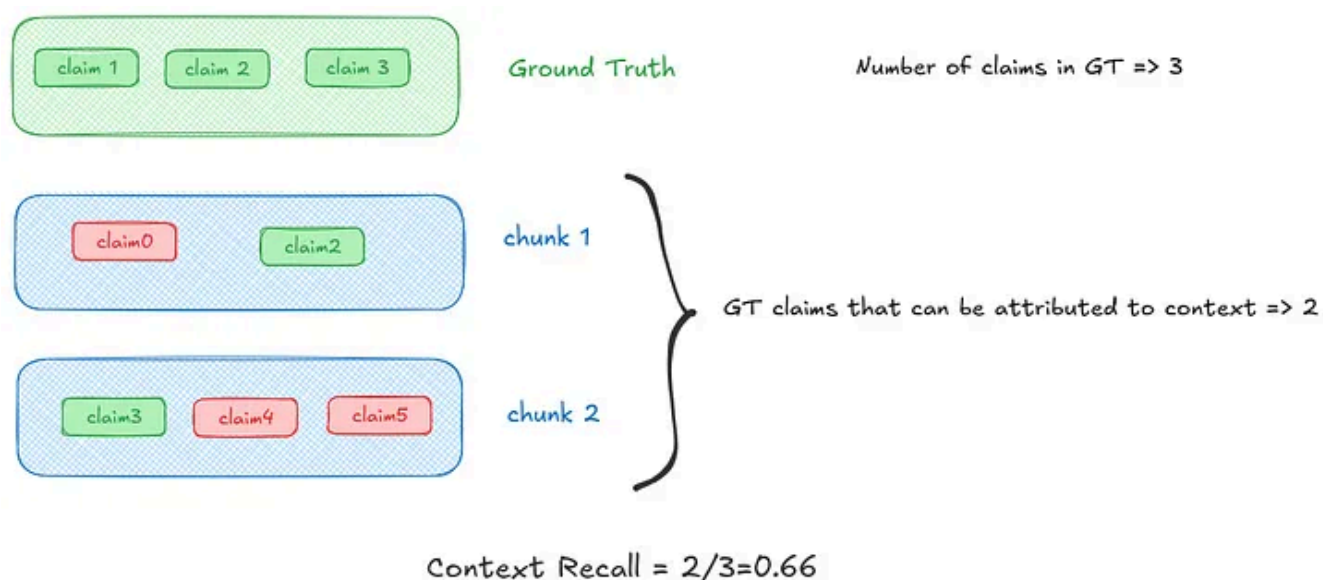 claim 1 claim 2 claim 3
Ground Truth
Number of claims in GT => 3
claim0 claim2
chunk 1
GT claims that can be attributed to context => 2
claim3 claim4 claim5
chunk 2
Context Recall = 2/3=0.66